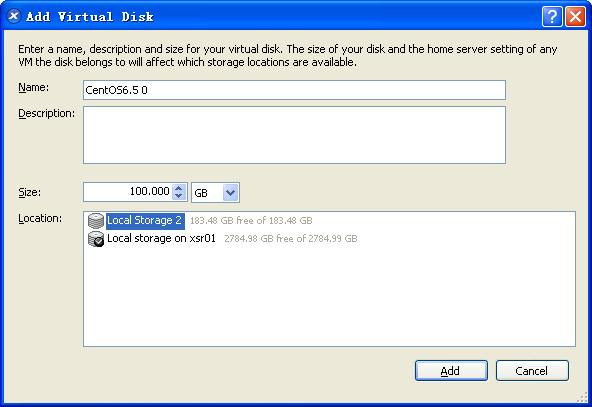 Add Virtual Disk
Enter a name, description and size for your virtual disk. The size of your disk and the home server setting of any
VM the disk belongs to will affect which storage locations are available.
Name: CentOS6.5 0
Description:
Size: 100.000 GB
Location: Local Storage 2 183.48 GB free of 183.48 GB
Local storage on xsr01 2784.98 GB free of 2784.99 GB
Add Cancel